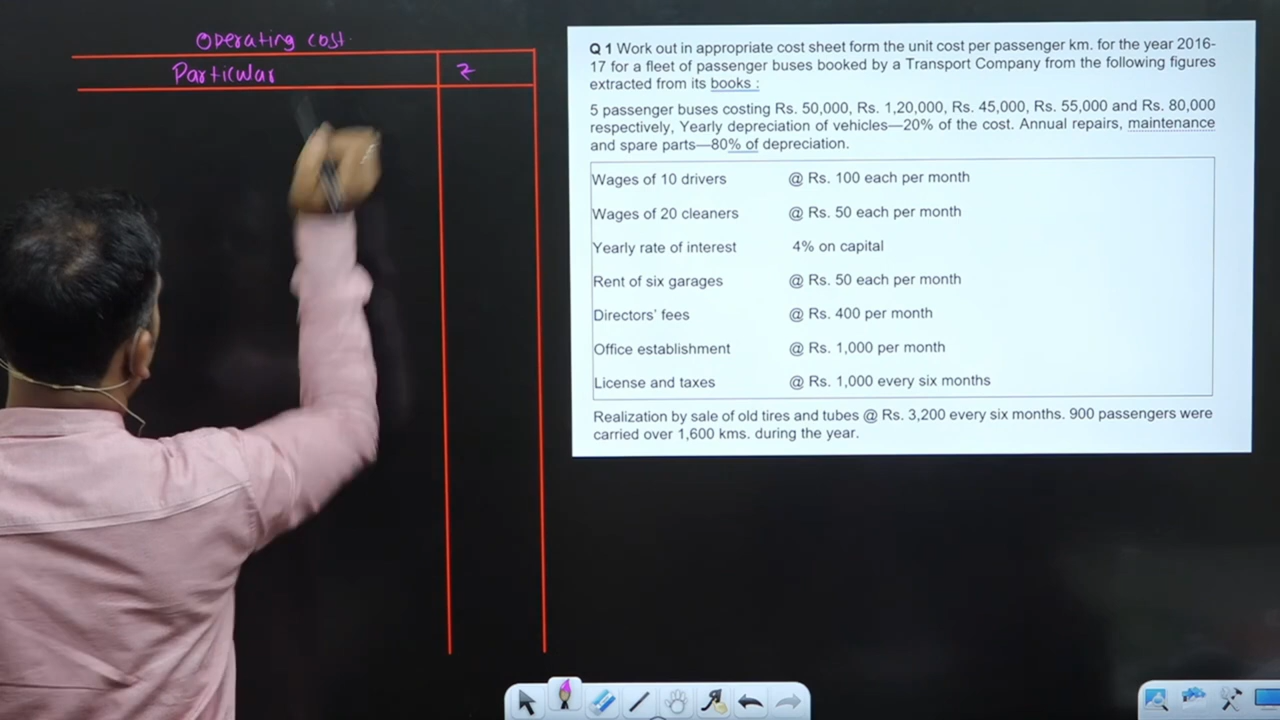 Operating cost.
Particular ₹
Q 1 Work out in appropriate cost sheet form the unit cost per passenger km. for the year 2016-
17 for a fleet of passenger buses booked by a Transport Company from the following figures
extracted from its books :
5 passenger buses costing Rs. 50,000, Rs. 1,20,000, Rs. 45,000, Rs. 55,000 and Rs. 80,000
respectively, Yearly depreciation of vehicles—20% of the cost. Annual repairs, maintenance
and spare parts—80% of depreciation.
Wages of 10 drivers @ Rs. 100 each per month
Wages of 20 cleaners @ Rs. 50 each per month
Yearly rate of interest 4% on capital
Rent of six garages @ Rs. 50 each per month
Directors' fees @ Rs. 400 per month
Office establishment @ Rs. 1,000 per month
License and taxes @ Rs. 1,000 every six months
Realization by sale of old tires and tubes @ Rs. 3,200 every six months. 900 passengers were
carried over 1,600 kms. during the year.